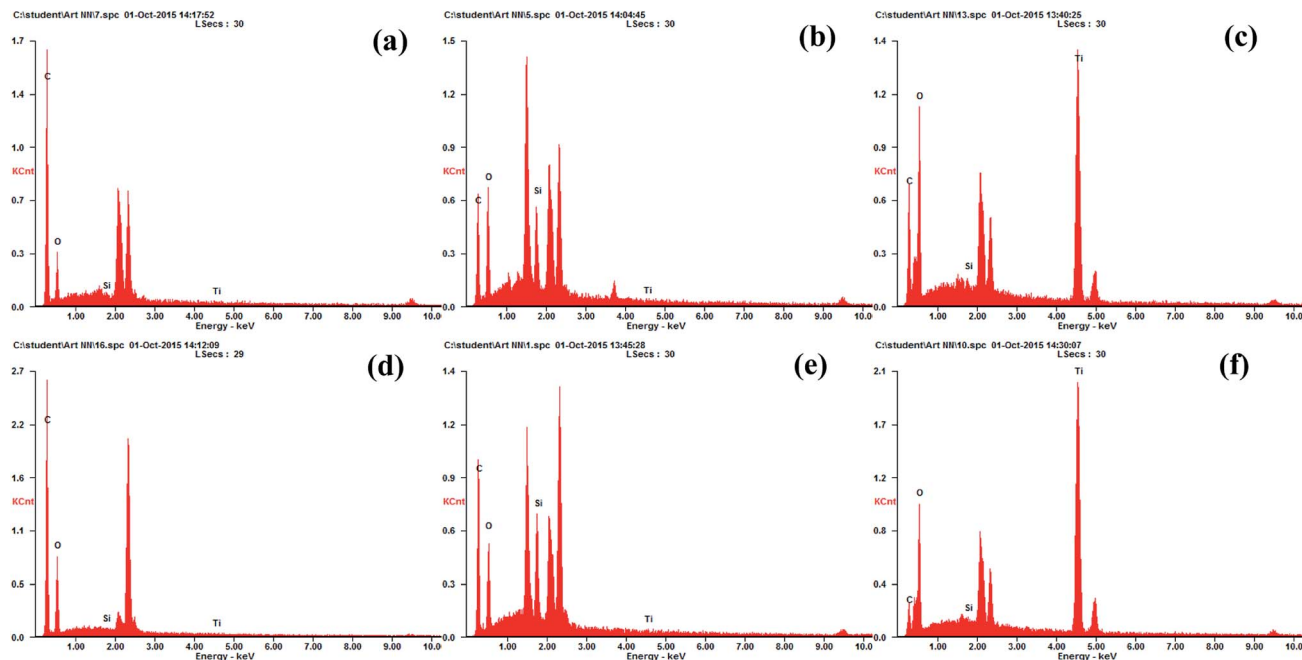 C:\student\Art NN\7.spc 01-Oct-2015 14:17:52
LSecs : 30
(a)
1.7
1.4
1.0
KCnt
0.7
0.3
0.0
C
O
Si
Ti
1.00 2.00 3.00 4.00 5.00 6.00 7.00 8.00 9.00 10.0
Energy - keV
C:\student\Art NN\5.spc 01-Oct-2015 14:04:45
LSecs : 30
(b)
1.5
1.2
0.9
KCnt
0.6
0.3
0.0
C
O
Si
Ti
1.00 2.00 3.00 4.00 5.00 6.00 7.00 8.00 9.00 10.0
Energy - keV
C:\student\Art NN\13.spc 01-Oct-2015 13:40:25
LSecs : 30
(c)
1.4
1.2
0.9
KCnt
0.6
0.3
0.0
C
O
Si
Ti
1.00 2.00 3.00 4.00 5.00 6.00 7.00 8.00 9.00 10.0
Energy - keV
C:\student\Art NN\16.spc 01-Oct-2015 14:12:09
LSecs : 29
(d)
2.7
2.2
1.6
KCnt
1.1
0.5
0.0
C
O
Si
Ti
1.00 2.00 3.00 4.00 5.00 6.00 7.00 8.00 9.00 10.0
Energy - keV
C:\student\Art NN\1.spc 01-Oct-2015 13:45:28
LSecs : 30
(e)
1.4
1.2
0.9
KCnt
0.6
0.3
0.0
C
O
Si
Ti
1.00 2.00 3.00 4.00 5.00 6.00 7.00 8.00 9.00 10.0
Energy - keV
C:\student\Art NN\10.spc 01-Oct-2015 14:30:07
LSecs : 30
(f)
2.1
1.7
1.2
KCnt
0.8
0.4
0.0
C
O
Si
Ti
1.00 2.00 3.00 4.00 5.00 6.00 7.00 8.00 9.00 10.0
Energy - keV